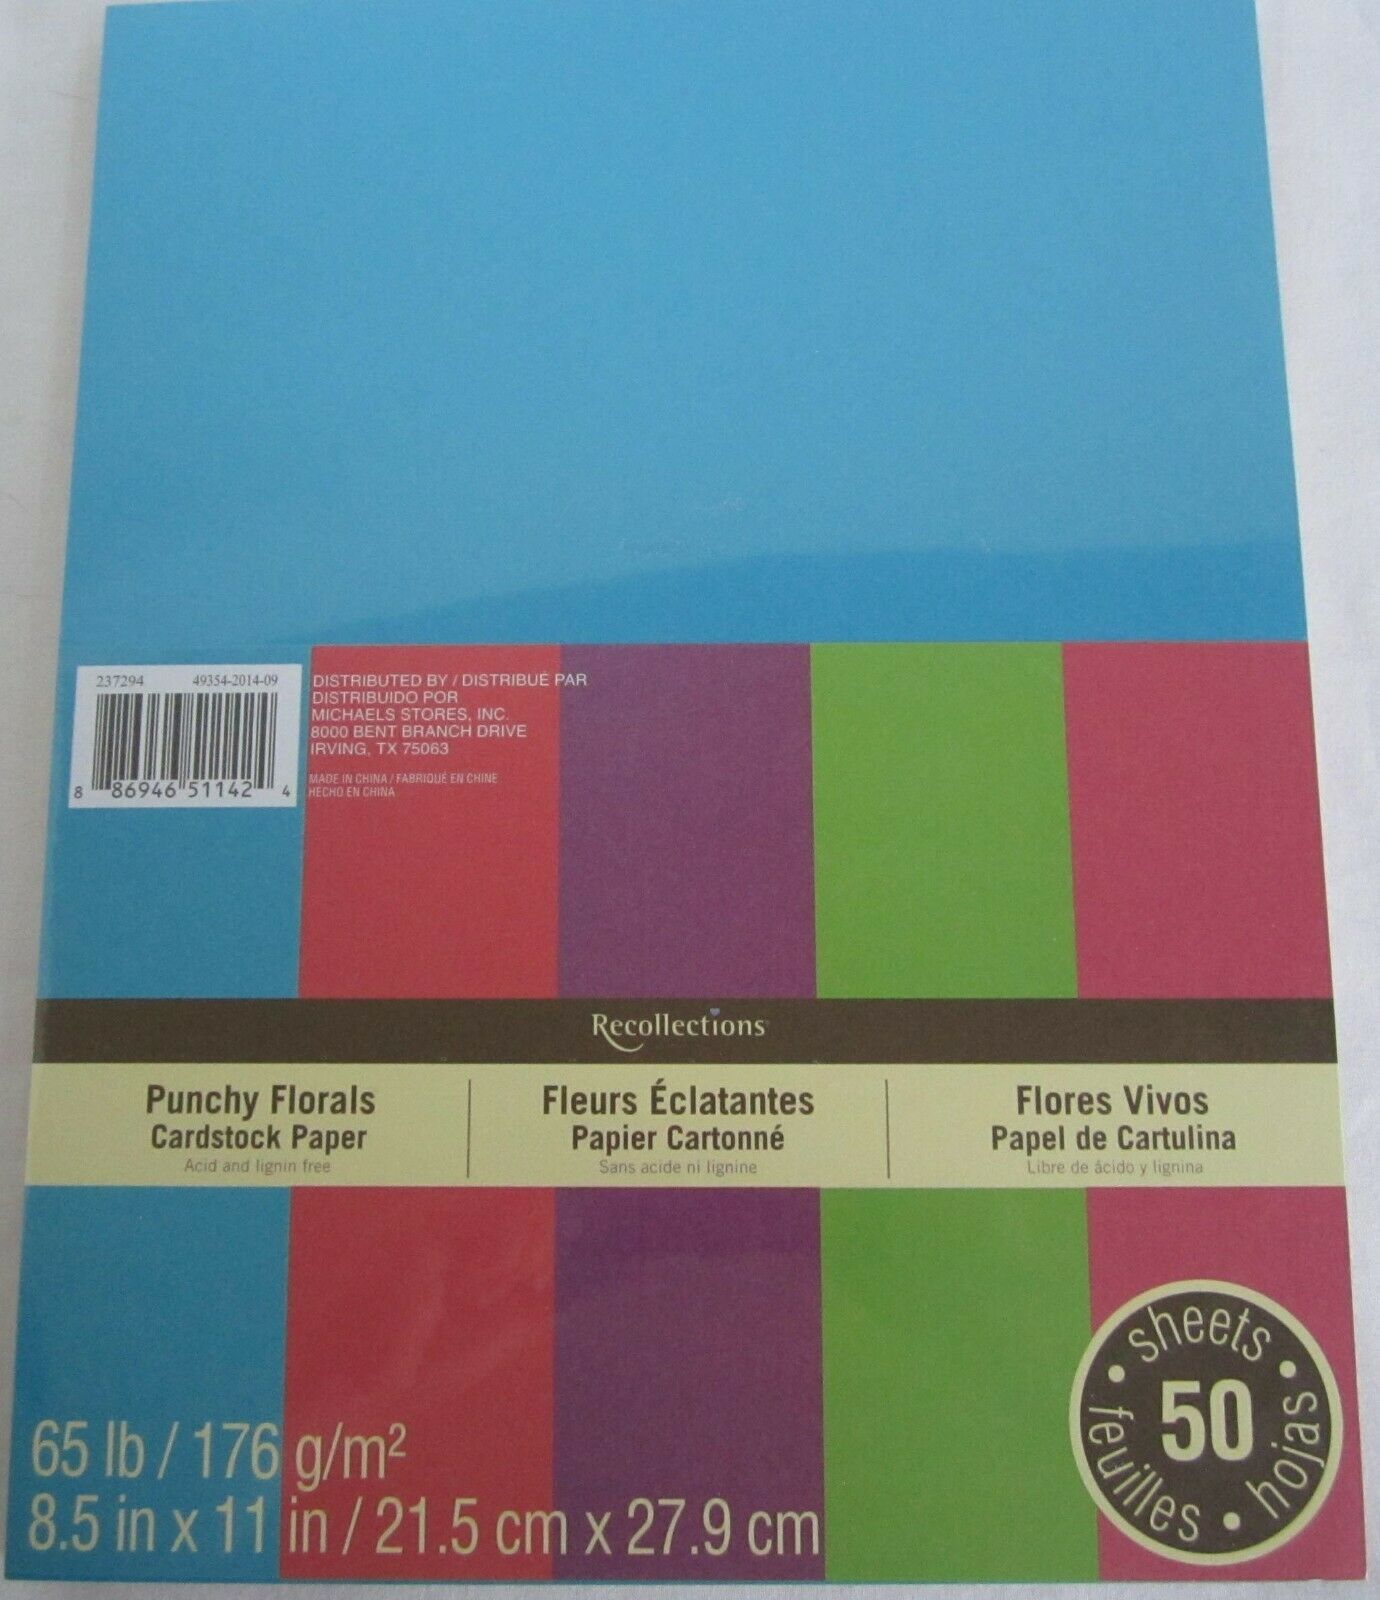 237294 49354-2014-09
8 86946 51142 4
DISTRIBUTED BY / DISTRIBUÉ PAR
DISTRIBUIDO POR
MICHAELS STORES, INC.
8000 BENT BRANCH DRIVE
IRVING, TX 75063
MADE IN CHINA / FABRIQUÉ EN CHINE
HECHO EN CHINA
Recollections
Punchy Florals
Cardstock Paper
Acid and lignin free
Fleurs Éclatantes
Papier Cartonné
Sans acide ni lignine
Flores Vivos
Papel de Cartulina
Libre de ácido y lignina
65 lb / 176 g/m²
8.5 in x 11 in / 21.5 cm x 27.9 cm
sheets
50
feuilles
hojas